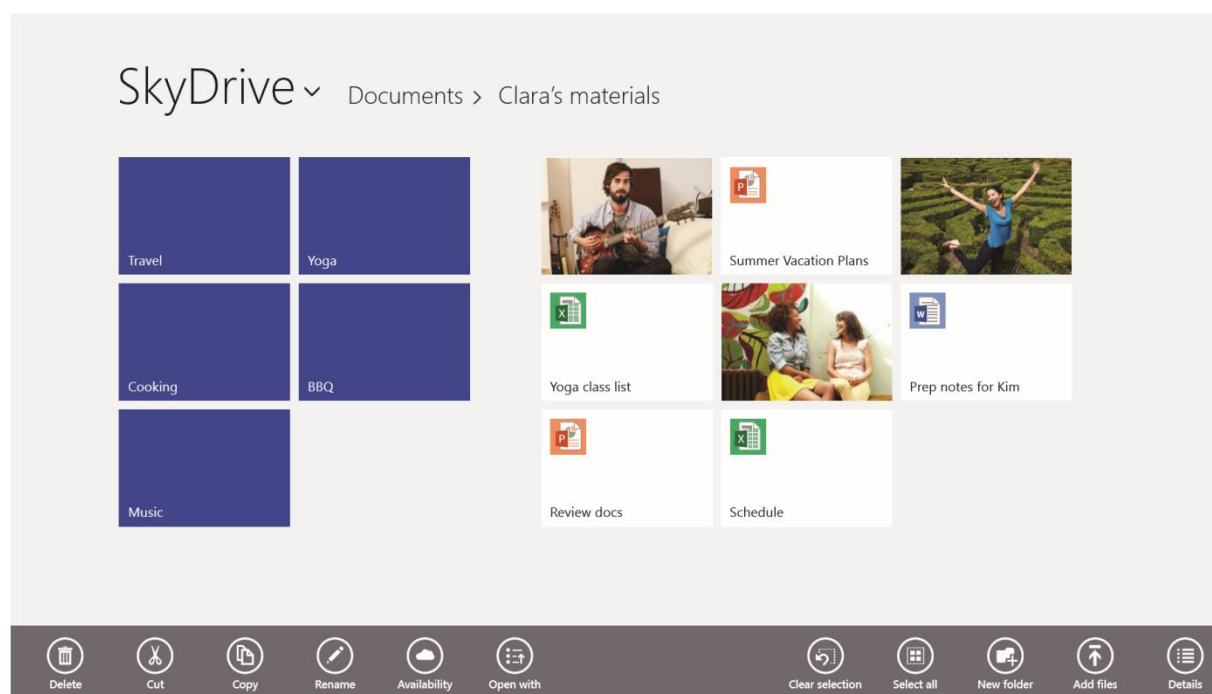 SkyDrive Documents > Clara's materials
Travel
Yoga
Cooking
BBQ
Music
Summer Vacation Plans
Yoga class list
Prep notes for Kim
Review docs
Schedule
Delete
Cut
Copy
Rename
Availability
Open with
Clear selection
Select all
New folder
Add files
Details